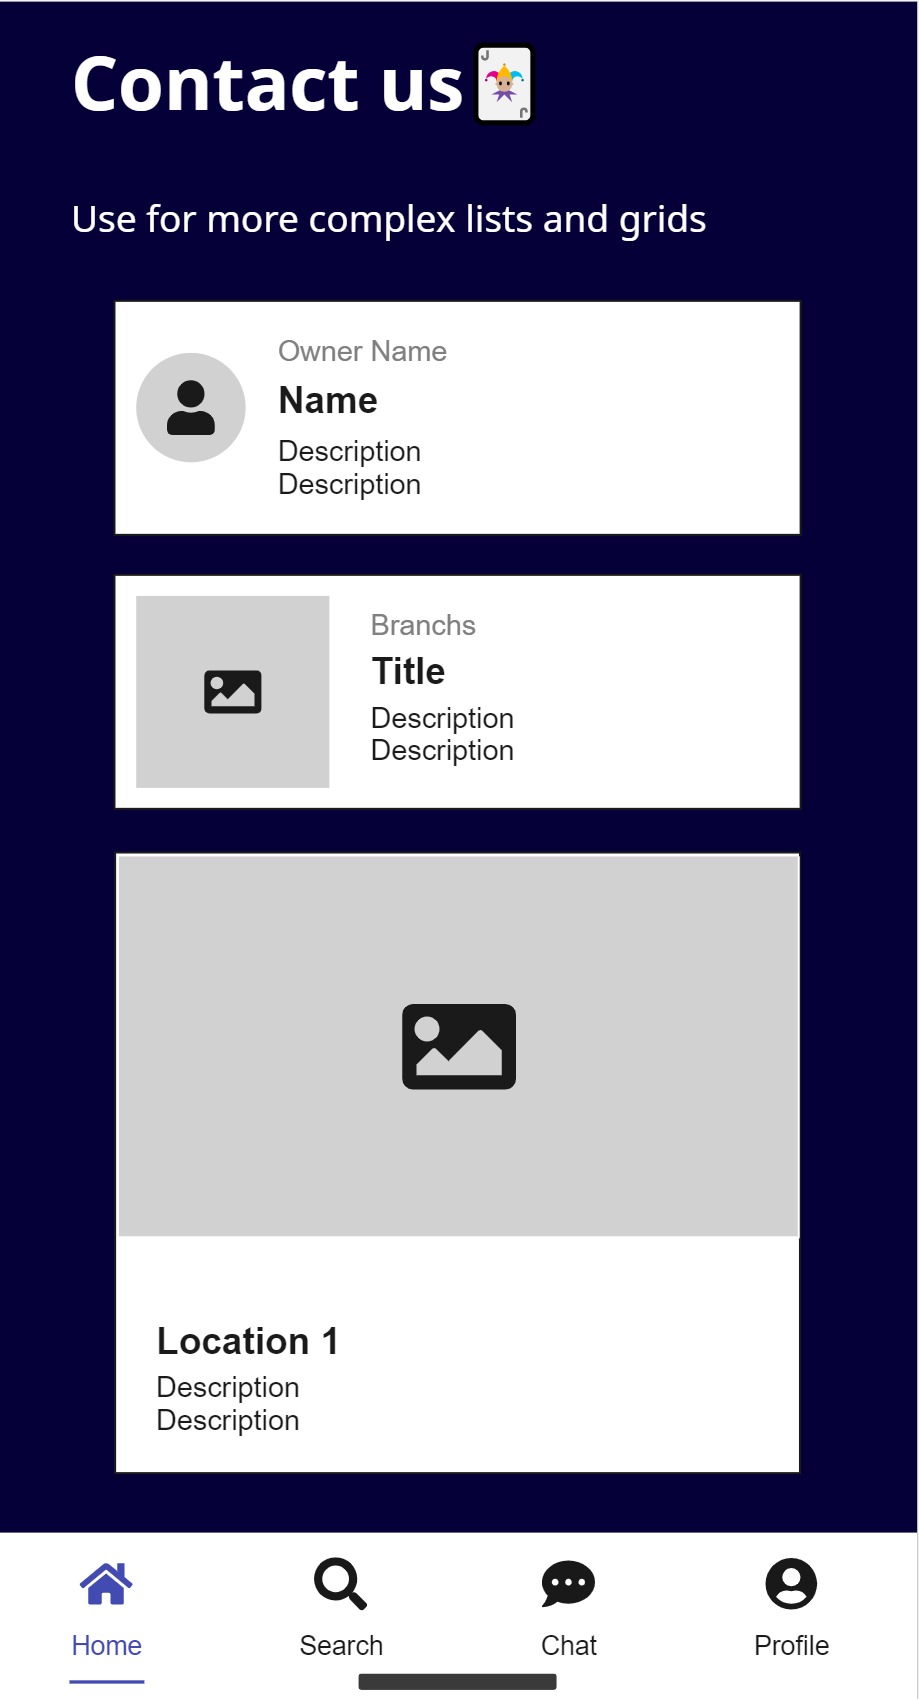 Contact us🃏
Use for more complex lists and grids
Owner Name
Name
Description
Description
Branchs
Title
Description
Description
Location 1
Description
Description
Home
Search
Chat
Profile